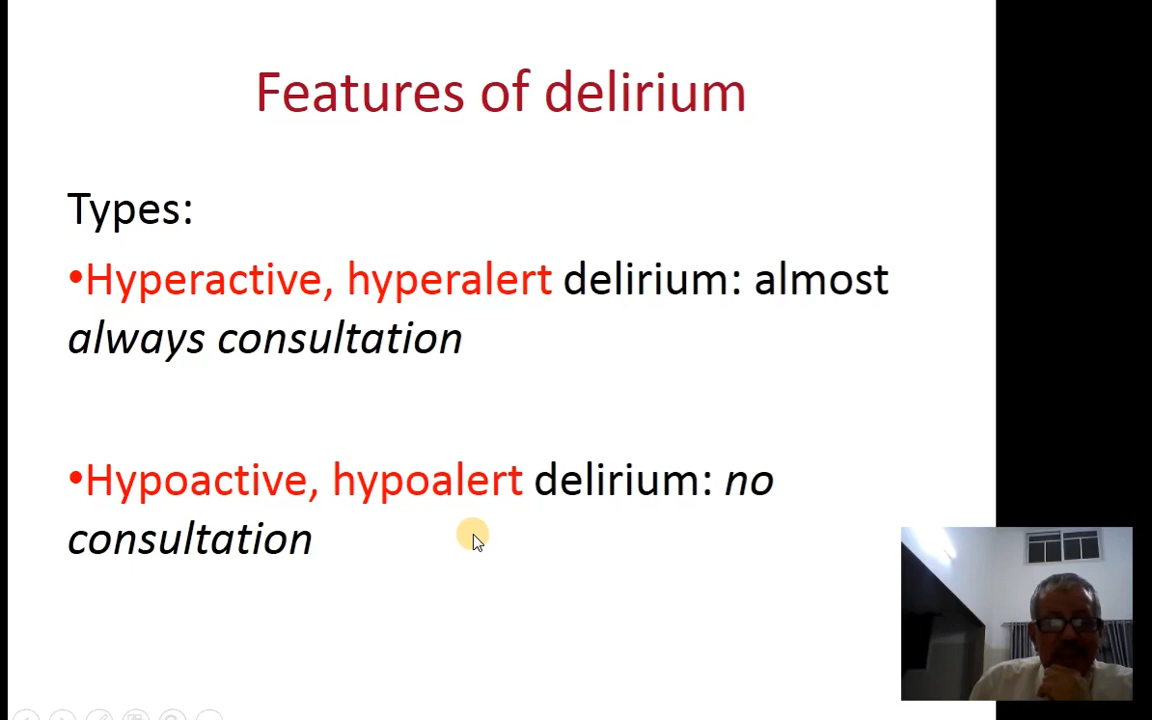 Features of delirium
Types:
•Hyperactive, hyperalert delirium: almost
always consultation
•Hypoactive, hypoalert delirium: no
consultation